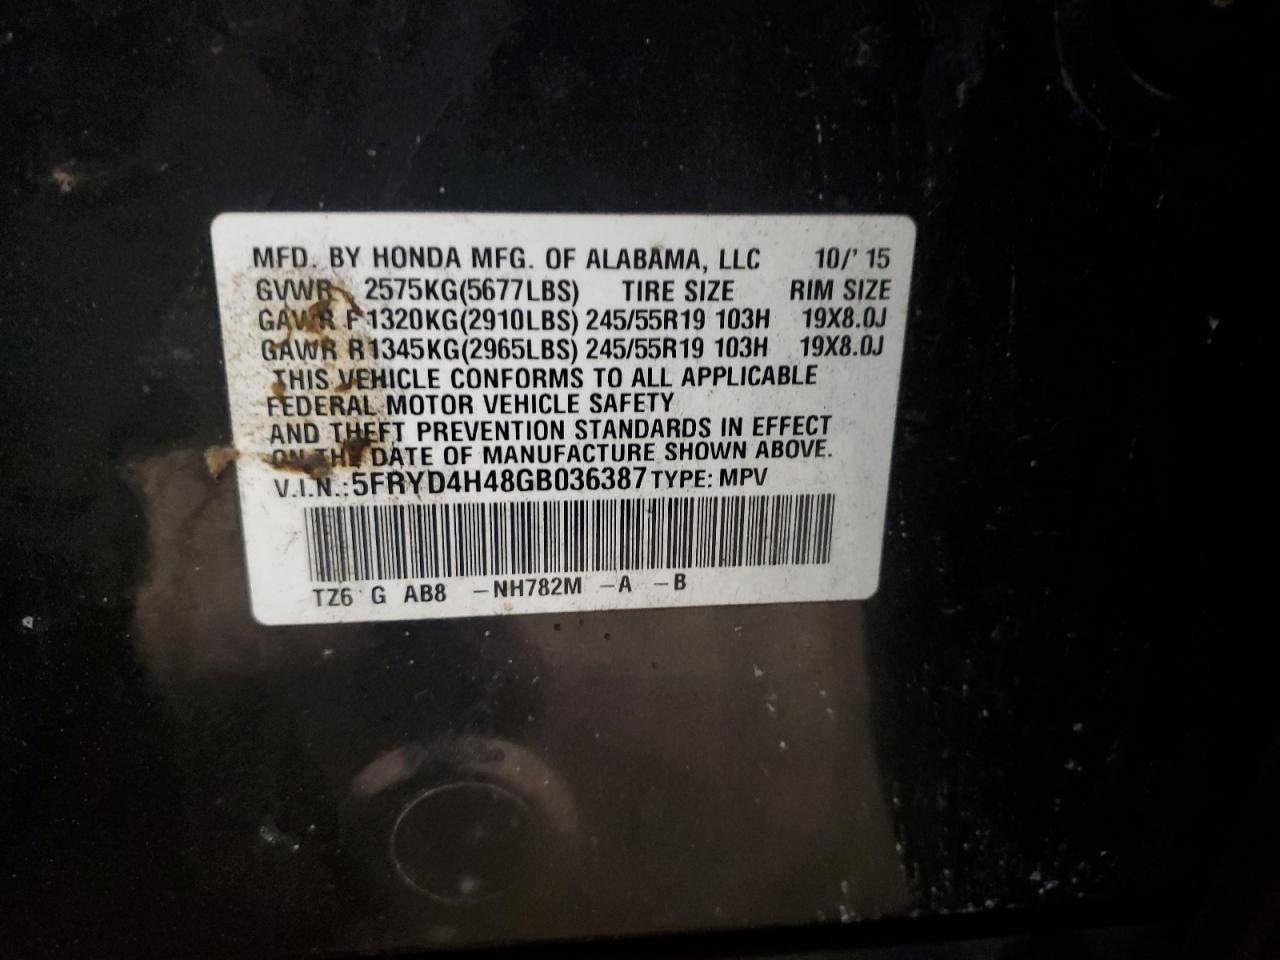 MFD. BY HONDA MFG. OF ALABAMA, LLC 10/' 15
GVWR 2575KG(5677LBS) TIRE SIZE RIM SIZE
GAWR F 1320KG(2910LBS) 245/55R19 103H 19X8.0J
GAWR R 1345KG(2965LBS) 245/55R19 103H 19X8.0J
THIS VEHICLE CONFORMS TO ALL APPLICABLE
FEDERAL MOTOR VEHICLE SAFETY
AND THEFT PREVENTION STANDARDS IN EFFECT
ON THE DATE OF MANUFACTURE SHOWN ABOVE.
V.I.N.:5FRYD4H48GB036387 TYPE: MPV
TZ6 G AB8 -NH782M -A -B